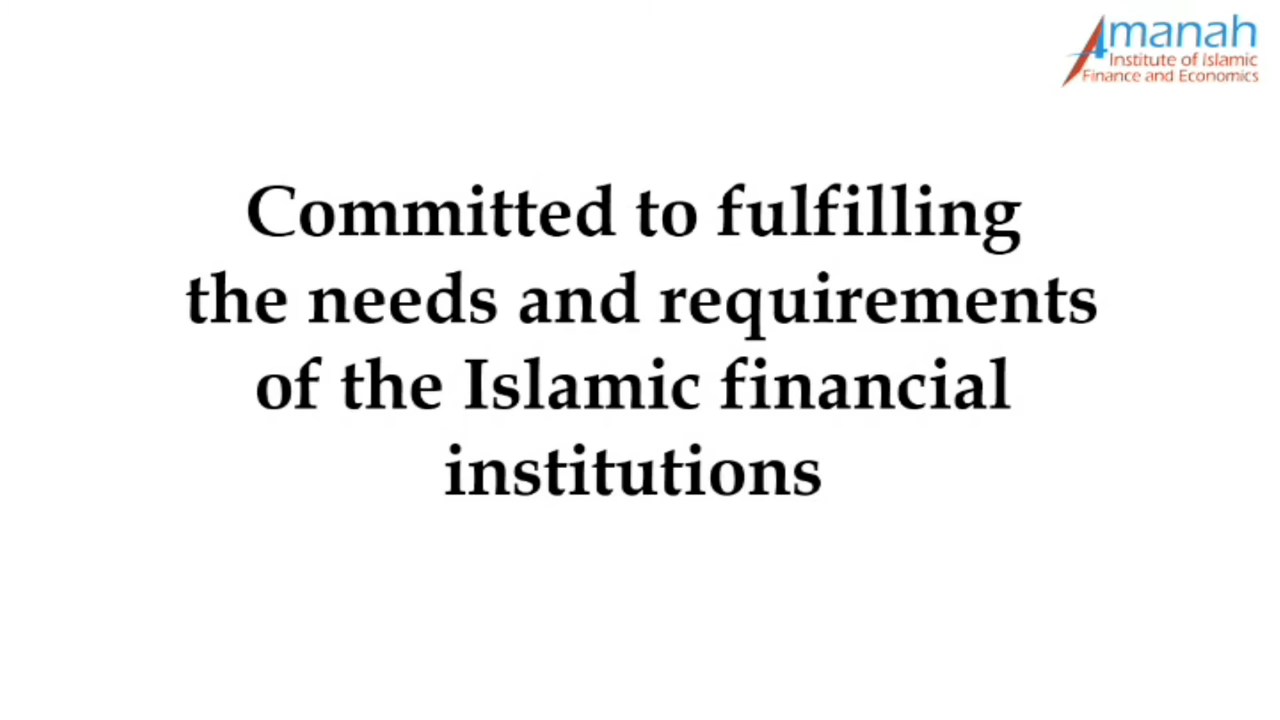 Amanah
Institute of Islamic
Finance and Economics
Committed to fulfilling
the needs and requirements
of the Islamic financial
institutions